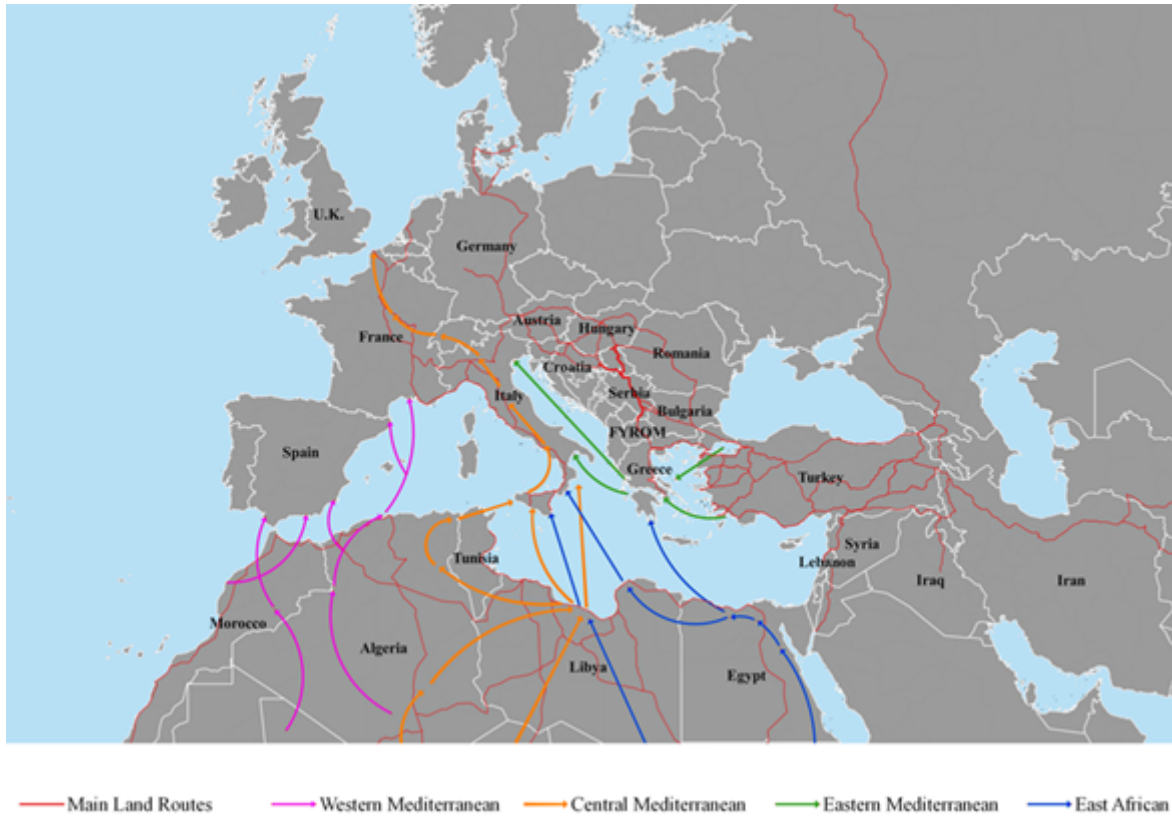 U.K.
Germany
Austria
Hungary
France
Croatia
Romania
Italy
Serbia
Bulgaria
FYROM
Spain
Greece
Turkey
Tunisia
Syria
Lebanon
Iraq
Iran
Morocco
Algeria
Libya
Egypt
Main Land Routes
Western Mediterranean
Central Mediterranean
Eastern Mediterranean
East African